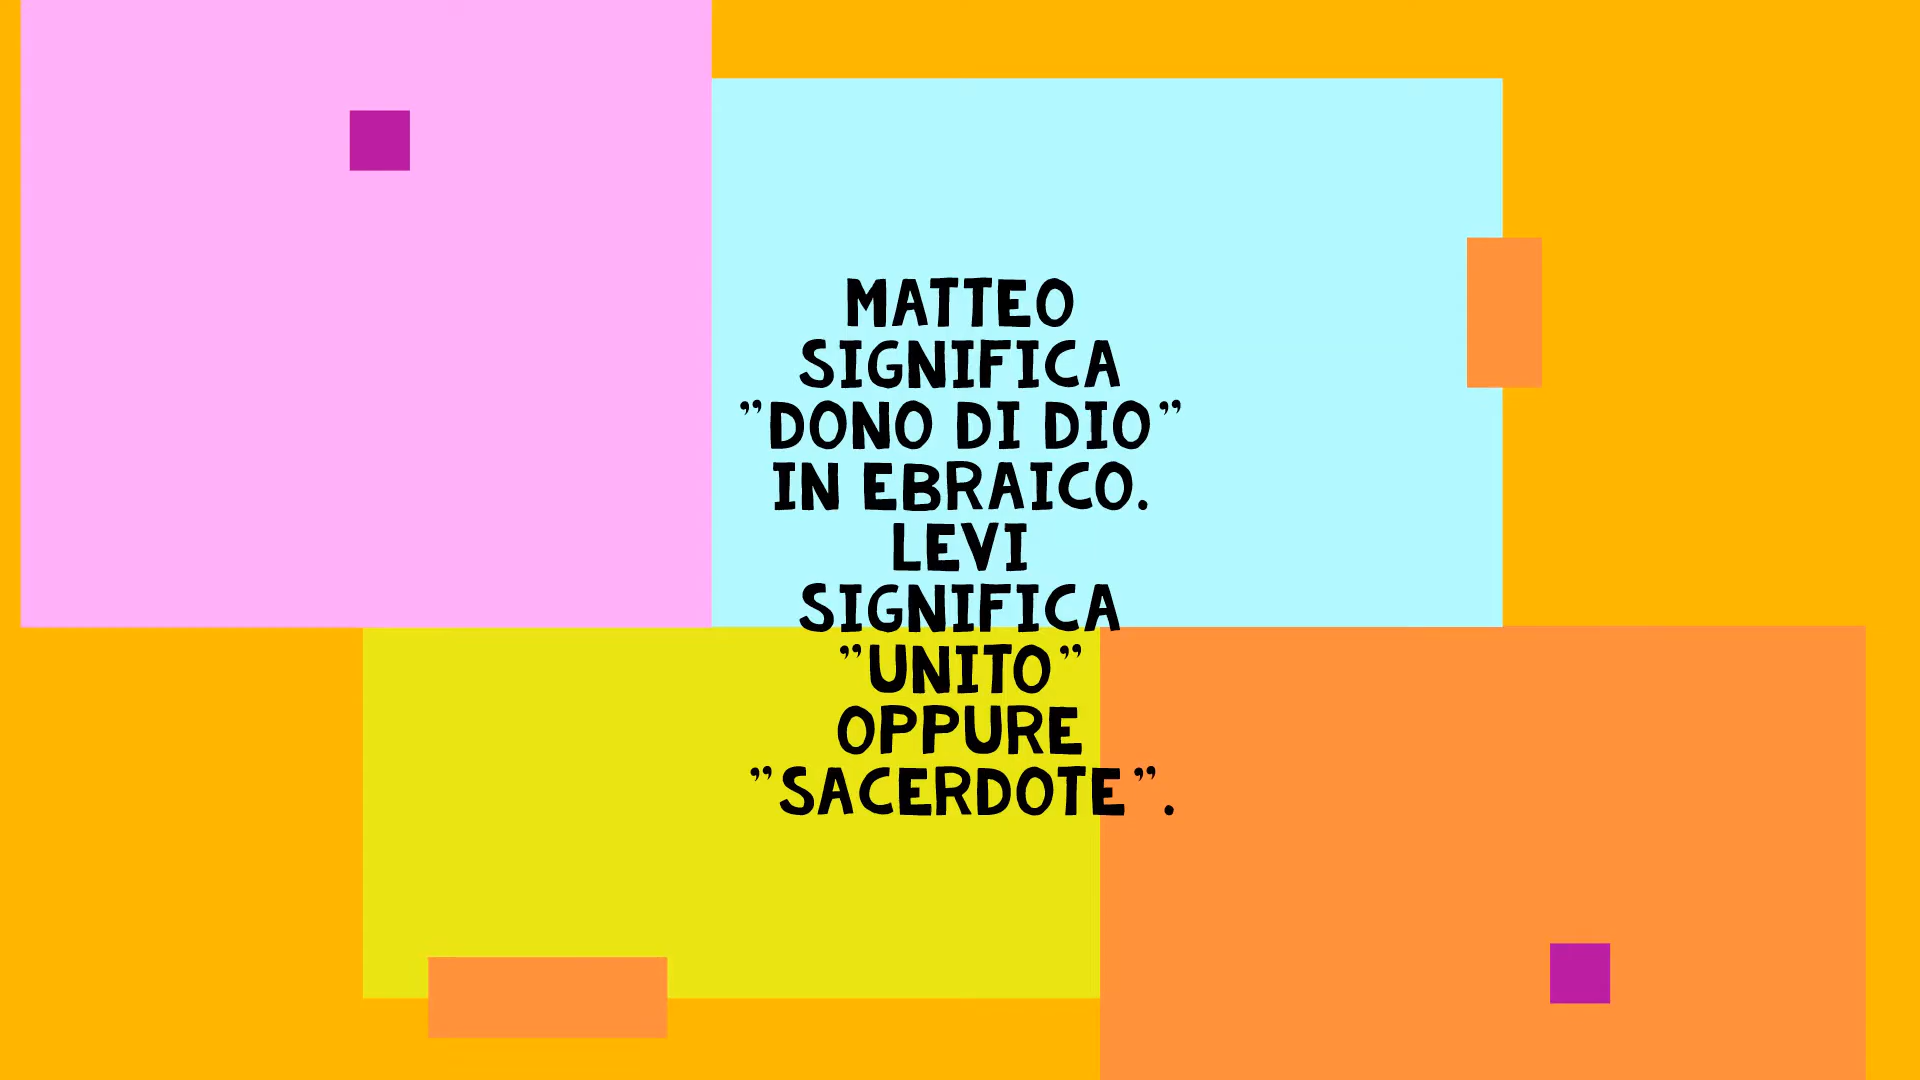 MATTEO
SIGNIFICA
”DONO DI DIO”
IN EBRAICO.
LEVI
SIGNIFICA
”UNITO”
OPPURE
”SACERDOTE”.